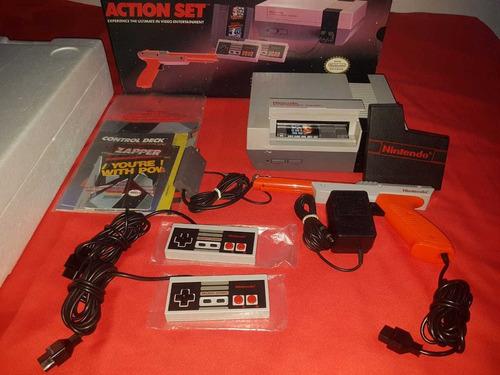 ACTION SET
EXPERIENCE THE ULTIMATE IN VIDEO ENTERTAINMENT
Nintendo
Nintendo
CONTROL DECK
ZAPPER
YOU'RE
WITH POW
Nintendo
Nintendo
Nintendo